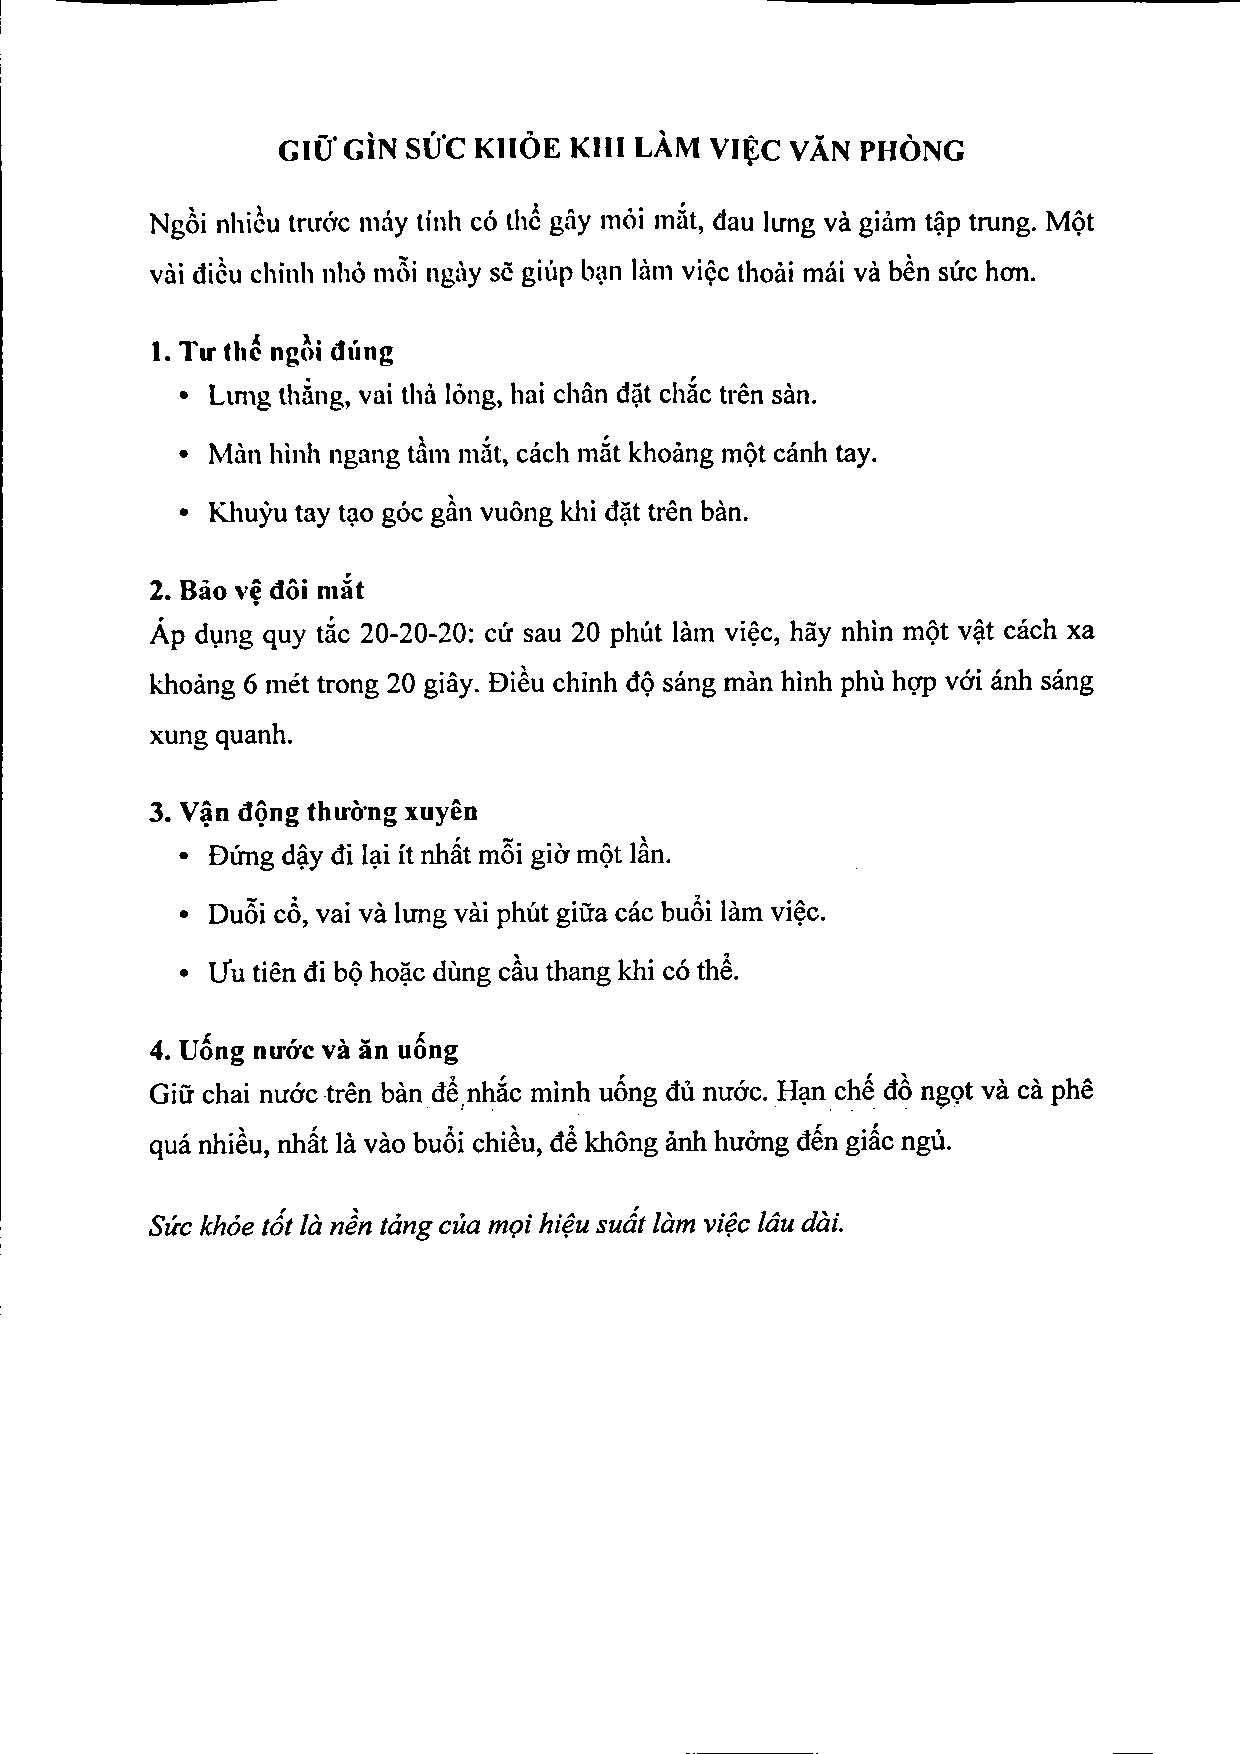 GIỮ GÌN SỨC KHỎE KHI LÀM VIỆC VĂN PHÒNG
Ngồi nhiều trước máy tính có thể gây mỏi mắt, đau lưng và giảm tập trung. Một
vài điều chỉnh nhỏ mỗi ngày sẽ giúp bạn làm việc thoải mái và bền sức hơn.
1. Tư thế ngồi đúng
• Lưng thẳng, vai thả lỏng, hai chân đặt chắc trên sàn.
• Màn hình ngang tầm mắt, cách mắt khoảng một cánh tay.
• Khuỷu tay tạo góc gần vuông khi đặt trên bàn.
2. Bảo vệ đôi mắt
Áp dụng quy tắc 20-20-20: cứ sau 20 phút làm việc, hãy nhìn một vật cách xa
khoảng 6 mét trong 20 giây. Điều chỉnh độ sáng màn hình phù hợp với ánh sáng
xung quanh.
3. Vận động thường xuyên
• Đứng dậy đi lại ít nhất mỗi giờ một lần.
• Duỗi cổ, vai và lưng vài phút giữa các buổi làm việc.
• Ưu tiên đi bộ hoặc dùng cầu thang khi có thể.
4. Uống nước và ăn uống
Giữ chai nước trên bàn để nhắc mình uống đủ nước. Hạn chế đồ ngọt và cà phê
quá nhiều, nhất là vào buổi chiều, để không ảnh hưởng đến giấc ngủ.
Sức khỏe tốt là nền tảng của mọi hiệu suất làm việc lâu dài.